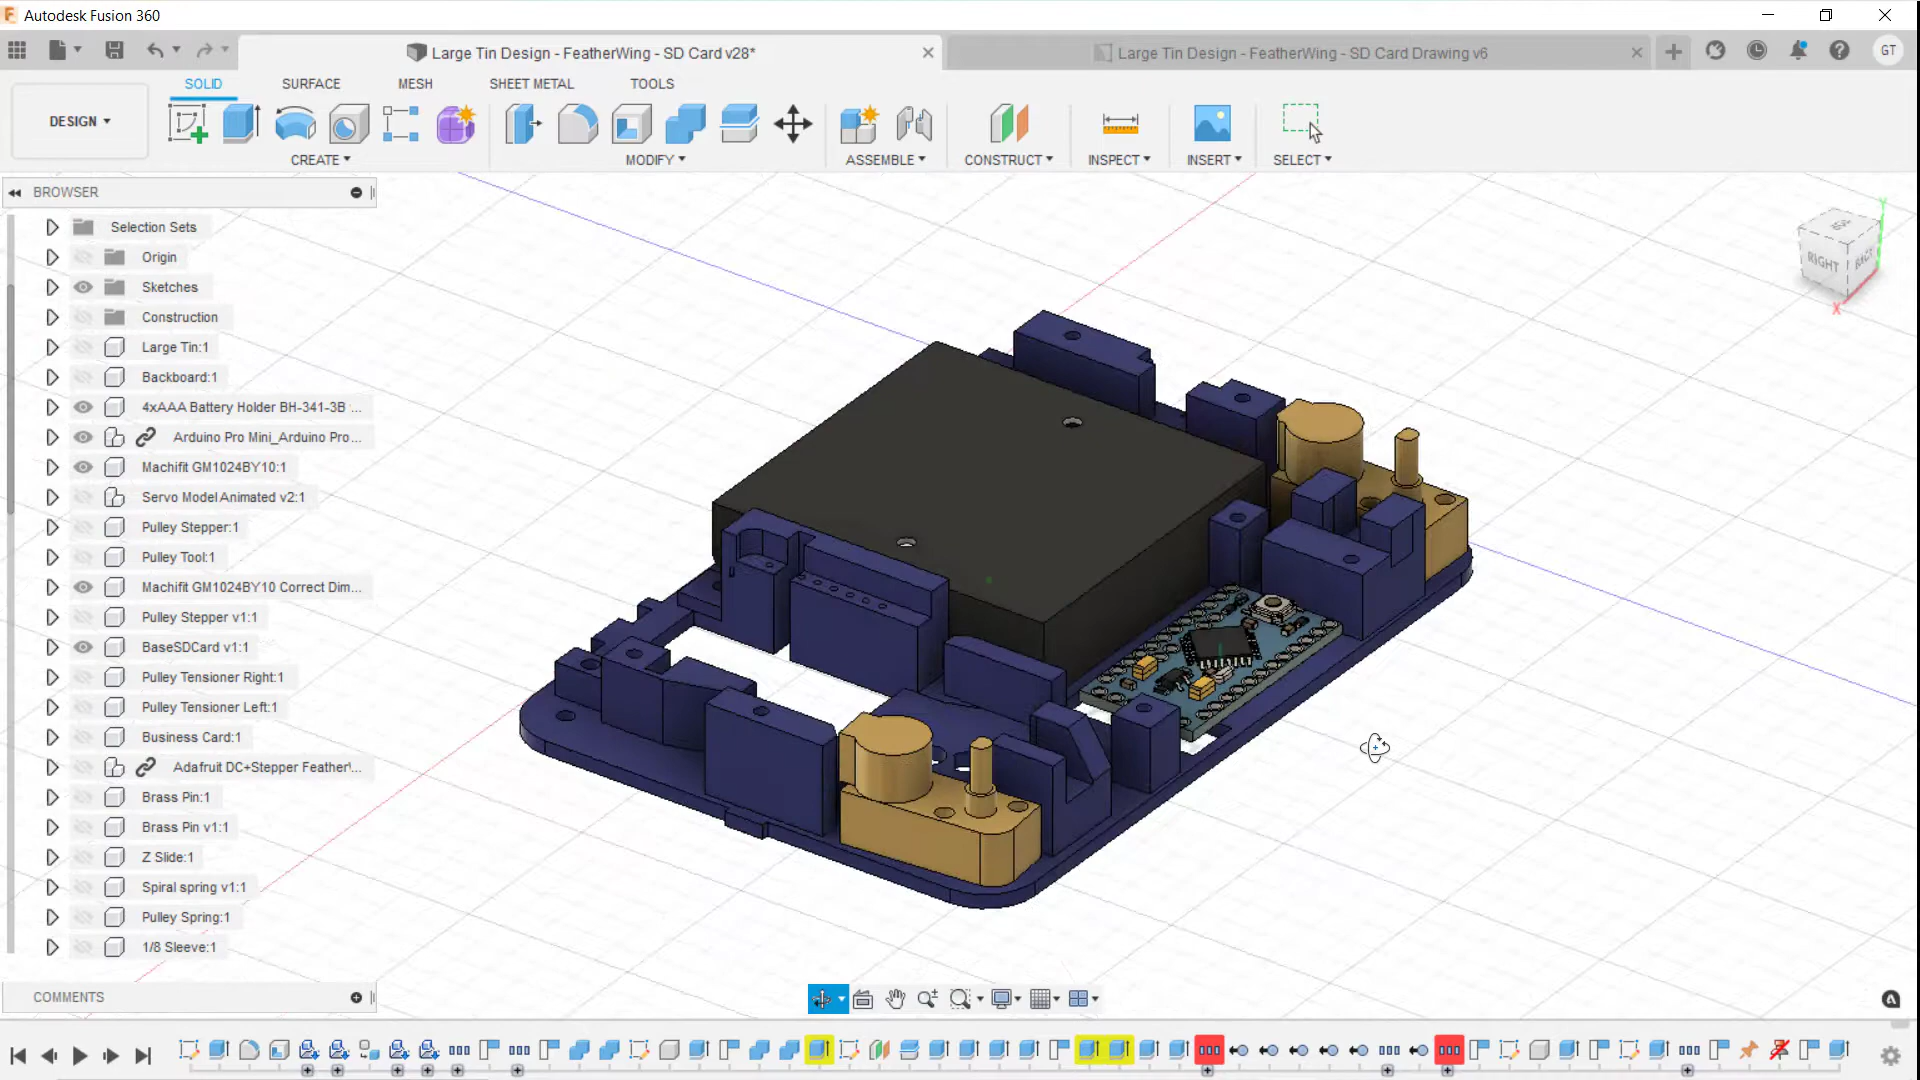 Autodesk Fusion 360
Large Tin Design - FeatherWing - SD Card v28*
Large Tin Design - FeatherWing - SD Card Drawing v6
GT
SOLID
SURFACE
MESH
SHEET METAL
TOOLS
DESIGN
CREATE
MODIFY
ASSEMBLE
CONSTRUCT
INSPECT
INSERT
SELECT
BROWSER
Selection Sets
Origin
Sketches
Construction
Large Tin:1
Backboard:1
4xAAA Battery Holder BH-341-3B ...
Arduino Pro Mini_Arduino Pro...
Machifit GM1024BY10:1
Servo Model Animated v2:1
Pulley Stepper:1
Pulley Tool:1
Machifit GM1024BY10 Correct Dim...
Pulley Stepper v1:1
BaseSDCard v1:1
Pulley Tensioner Right:1
Pulley Tensioner Left:1
Business Card:1
Adafruit DC+Stepper Feather\...
Brass Pin:1
Brass Pin v1:1
Z Slide:1
Spiral spring v1:1
Pulley Spring:1
1/8 Sleeve:1
Y
RIGHT
X
COMMENTS